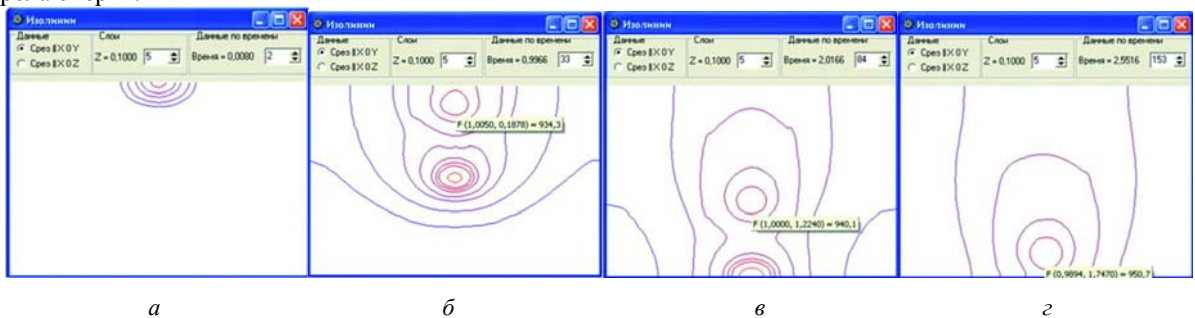 Изолинии
Данные
Срез ‖X0Y
Срез ‖X0Z
Слои
Z = 0,1000 5
Данные по времени
Время = 0,0080 2
Изолинии
Данные
Срез ‖X0Y
Срез ‖X0Z
Слои
Z = 0,1000 5
Данные по времени
Время = 0,9966 33
F (1,0050, 0,1878) = 934,3
Изолинии
Данные
Срез ‖X0Y
Срез ‖X0Z
Слои
Z = 0,1000 5
Данные по времени
Время = 2,0166 84
F (1,0000, 1,2240) = 940,1
Изолинии
Данные
Срез ‖X0Y
Срез ‖X0Z
Слои
Z = 0,1000 5
Данные по времени
Время = 2,5516 153
F (0,9894, 1,7470) = 950,7
а б в г